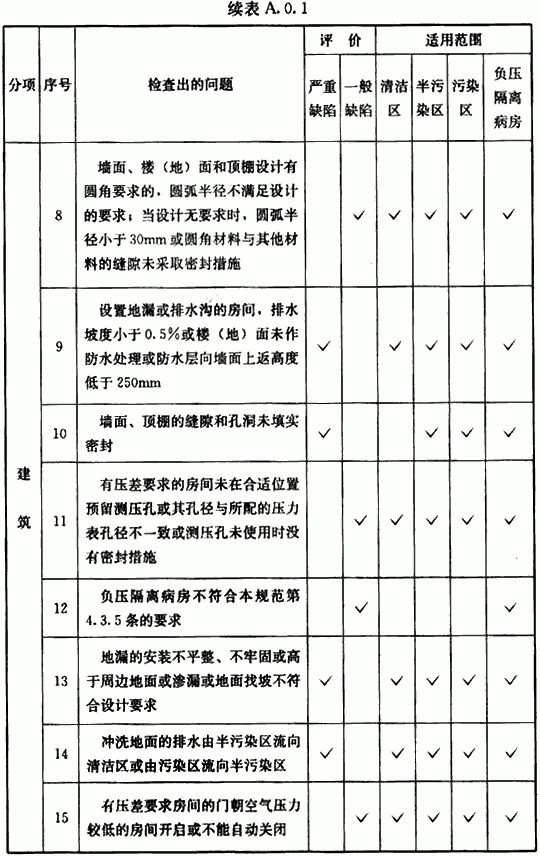 续表 A.0.1
分项 序号 检查出的问题 评 价 适用范围
严重缺陷 一般缺陷 清洁区 半污染区 污染区 负压隔离病房
建筑
8 墙面、楼（地）面和顶棚设计有
圆角要求的，圆弧半径不满足设计
的要求；当设计无要求时，圆弧半
径小于 30mm 或圆角材料与其他材
料的缝隙未采取密封措施 ✓ ✓ ✓ ✓ ✓
9 设置地漏或排水沟的房间，排水
坡度小于 0.5％或楼（地）面未作
防水处理或防水层向墙面上返高度
低于 250mm ✓ ✓ ✓ ✓ ✓
10 墙面、顶棚的缝隙和孔洞未填实
密封 ✓ ✓ ✓ ✓
11 有压差要求的房间未在合适位置
预留测压孔或其孔径与所配的压力
表孔径不一致或测压孔未使用时没
有密封措施 ✓ ✓ ✓ ✓ ✓
12 负压隔离病房不符合本规范第
4.3.5 条的要求 ✓ ✓
13 地漏的安装不平整、不牢固或高
于周边地面或渗漏或地面找坡不符
合设计要求 ✓ ✓ ✓ ✓ ✓
14 冲洗地面的排水由半污染区流向
清洁区或由污染区流向半污染区 ✓ ✓ ✓ ✓ ✓
15 有压差要求房间的门朝空气压力
较低的房间开启或不能自动关闭 ✓ ✓ ✓ ✓ ✓